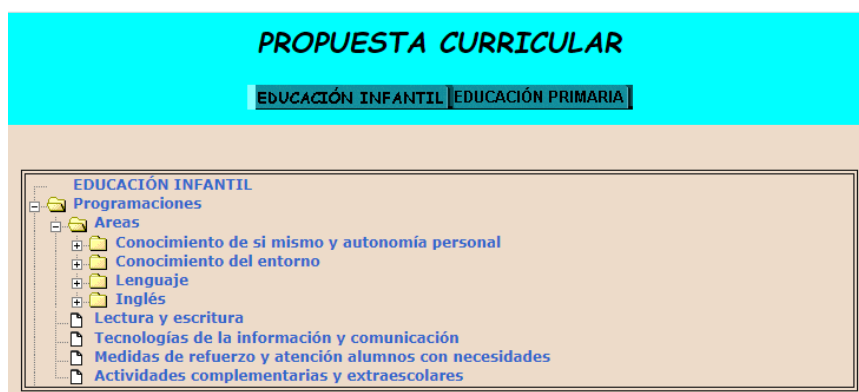 PROPUESTA CURRICULAR
EDUCACIÓN INFANTIL EDUCACIÓN PRIMARIA
EDUCACIÓN INFANTIL
Programaciones
Areas
Conocimiento de si mismo y autonomía personal
Conocimiento del entorno
Lenguaje
Inglés
Lectura y escritura
Tecnologías de la información y comunicación
Medidas de refuerzo y atención alumnos con necesidades
Actividades complementarias y extraescolares